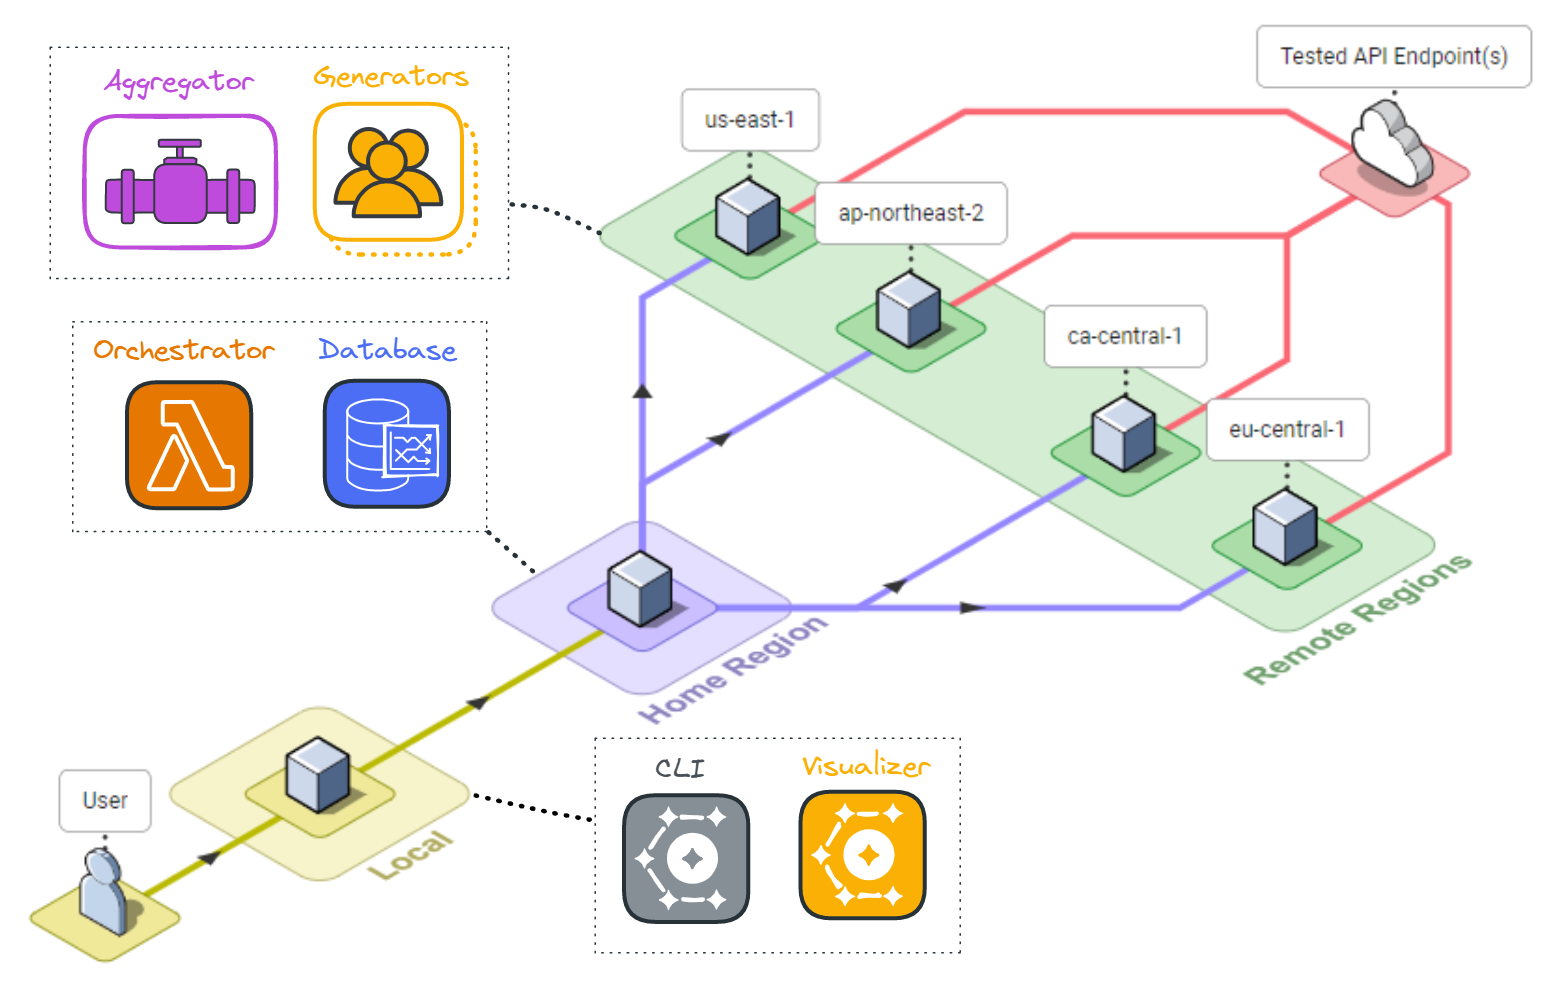 Tested API Endpoint(s)
Aggregator
Generators
us-east-1
ap-northeast-2
ca-central-1
eu-central-1
Orchestrator
Database
Remote Regions
Home Region
CLI
Visualizer
User
Local